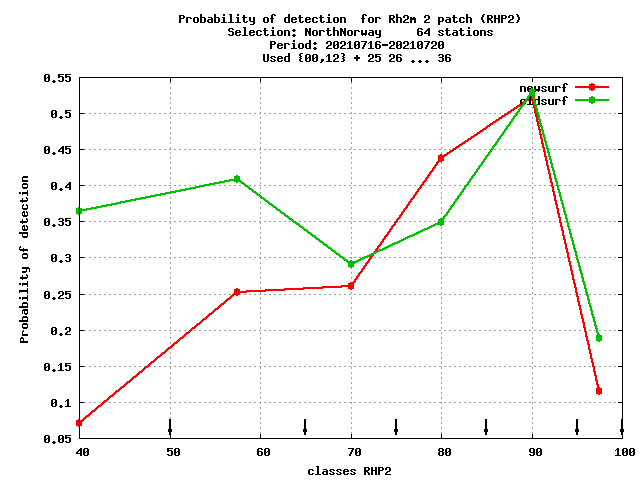 Probability of detection  for Rh2m 2 patch (RHP2)
Selection: NorthNorway     64 stations
Period: 20210716-20210720
Used {00,12} + 25 26 ... 36
newsurf
oldsurf
0.55
0.5
0.45
0.4
0.35
0.3
0.25
0.2
0.15
0.1
0.05
Probability of detection
40 50 60 70 80 90 100
classes RHP2